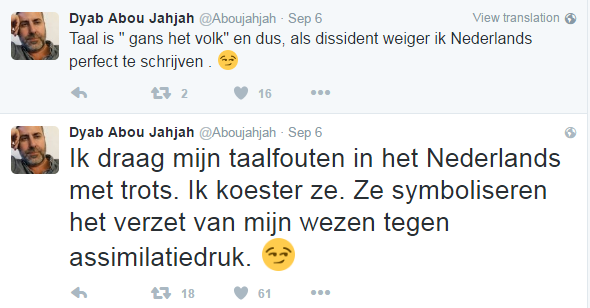 Dyab Abou Jahjah @Aboujahjah · Sep 6 View translation
Taal is " gans het volk" en dus, als dissident weiger ik Nederlands
perfect te schrijven . 😏
2 16
Dyab Abou Jahjah @Aboujahjah · Sep 6
Ik draag mijn taalfouten in het Nederlands
met trots. Ik koester ze. Ze symboliseren
het verzet van mijn wezen tegen
assimilatiedruk. 😏
18 61